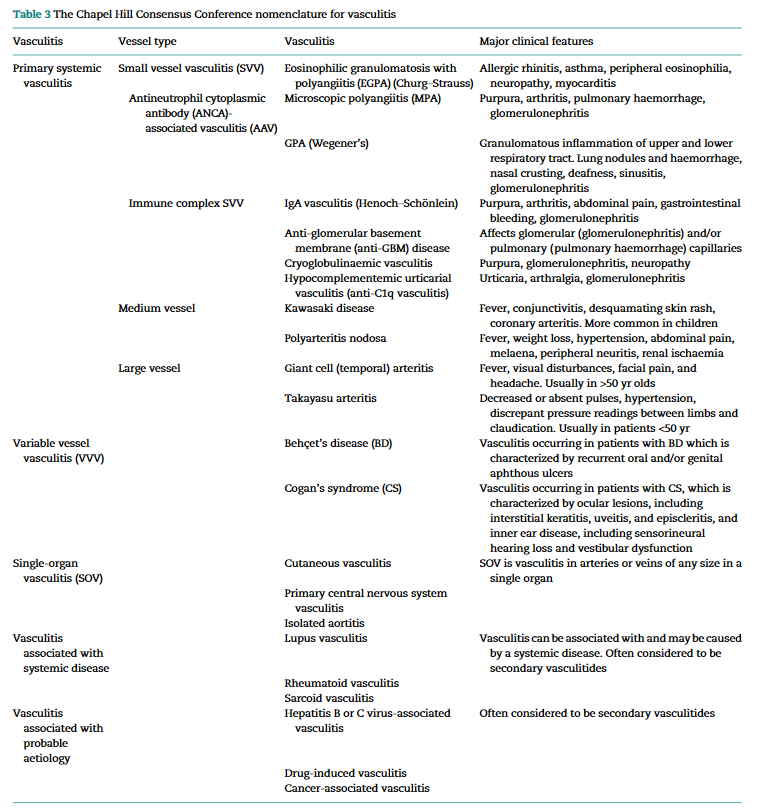 Table 3 The Chapel Hill Consensus Conference nomenclature for vasculitis
Vasculitis Vessel type Vasculitis Major clinical features
Primary systemic Small vessel vasculitis (SVV) Eosinophilic granulomatosis with Allergic rhinitis, asthma, peripheral eosinophilia,
vasculitis polyangiitis (EGPA) (Churg–Strauss) neuropathy, myocarditis
Antineutrophil cytoplasmic Microscopic polyangiitis (MPA) Purpura, arthritis, pulmonary haemorrhage,
antibody (ANCA)- glomerulonephritis
associated vasculitis (AAV)
GPA (Wegener's) Granulomatous inflammation of upper and lower
respiratory tract. Lung nodules and haemorrhage,
nasal crusting, deafness, sinusitis,
glomerulonephritis
Immune complex SVV IgA vasculitis (Henoch–Schönlein) Purpura, arthritis, abdominal pain, gastrointestinal
bleeding, glomerulonephritis
Anti-glomerular basement Affects glomerular (glomerulonephritis) and/or
membrane (anti-GBM) disease pulmonary (pulmonary haemorrhage) capillaries
Cryoglobulinaemic vasculitis Purpura, glomerulonephritis, neuropathy
Hypocomplementemic urticarial Urticaria, arthralgia, glomerulonephritis
vasculitis (anti-C1q vasculitis)
Medium vessel Kawasaki disease Fever, conjunctivitis, desquamating skin rash,
coronary arteritis. More common in children
Polyarteritis nodosa Fever, weight loss, hypertension, abdominal pain,
melaena, peripheral neuritis, renal ischaemia
Large vessel Giant cell (temporal) arteritis Fever, visual disturbances, facial pain, and
headache. Usually in >50 yr olds
Takayasu arteritis Decreased or absent pulses, hypertension,
discrepant pressure readings between limbs and
claudication. Usually in patients <50 yr
Variable vessel Behçet's disease (BD) Vasculitis occurring in patients with BD which is
vasculitis (VVV) characterized by recurrent oral and/or genital
aphthous ulcers
Cogan's syndrome (CS) Vasculitis occurring in patients with CS, which is
characterized by ocular lesions, including
interstitial keratitis, uveitis, and episcleritis, and
inner ear disease, including sensorineural
hearing loss and vestibular dysfunction
Single-organ Cutaneous vasculitis SOV is vasculitis in arteries or veins of any size in a
vasculitis (SOV) single organ
Primary central nervous system
vasculitis
Isolated aortitis
Vasculitis Lupus vasculitis Vasculitis can be associated with and may be caused
associated with by a systemic disease. Often considered to be
systemic disease secondary vasculitides
Rheumatoid vasculitis
Sarcoid vasculitis
Vasculitis Hepatitis B or C virus-associated Often considered to be secondary vasculitides
associated with vasculitis
probable
aetiology
Drug-induced vasculitis
Cancer-associated vasculitis